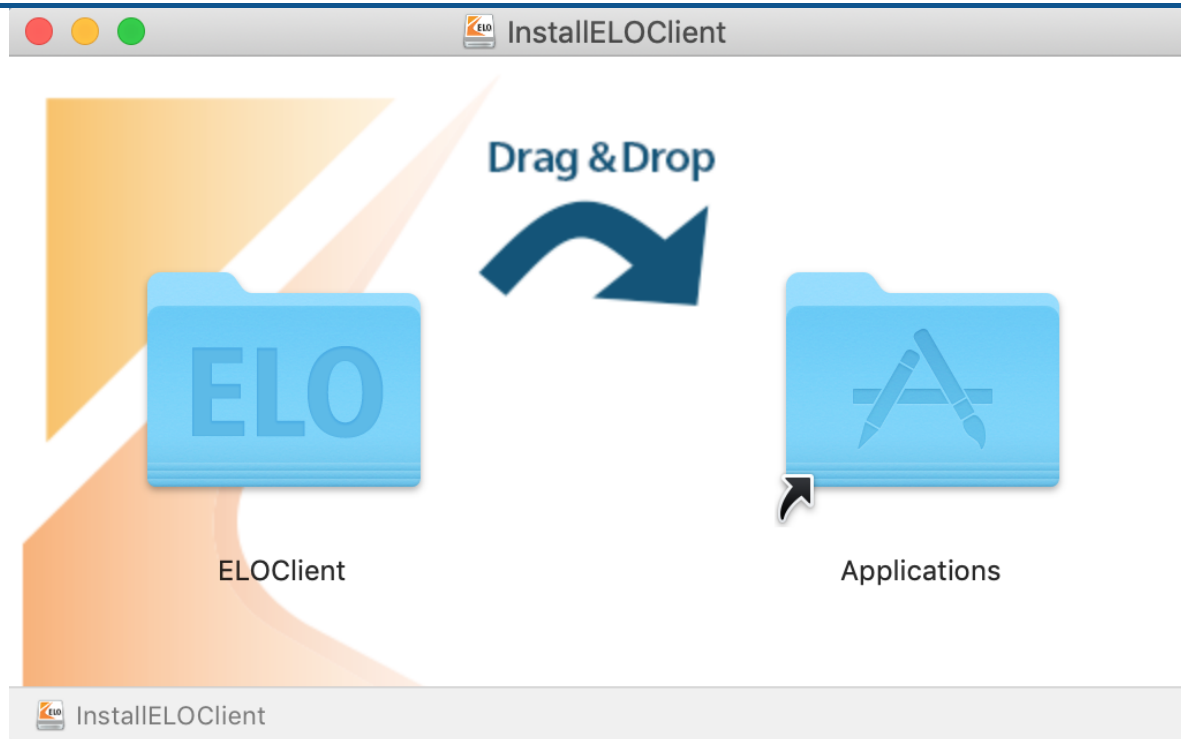 InstallELOClient
Drag & Drop
ELO
ELOClient
Applications
InstallELOClient